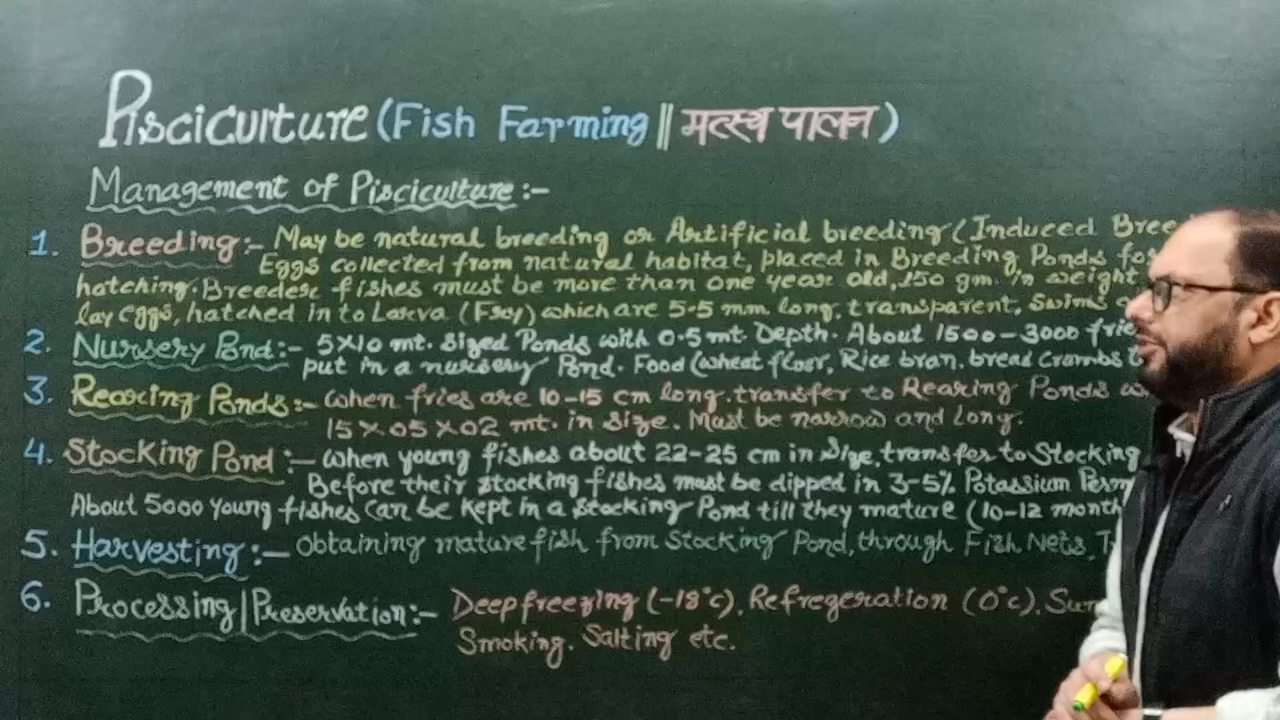 Pisciculture (Fish Farming || मत्स्य पालन)
Management of Pisciculture:-
1. Breeding:- May be natural breeding or Artificial breeding (Induced Bree
Eggs collected from natural habitat, placed in Breeding Ponds for
hatching. Breeder fishes must be more than one year old, 150 gm. in weight
lay eggs, hatched in to Larva (Fry) which are 5.5 mm long, transparent, Swims
2. Nursery Pond:- 5X10 mt. Sized Ponds with 0.5 mt. Depth. About 1500-3000 frie
put in a nursery Pond. Food (wheat floor, Rice bran, bread Crambs
3. Rearing Ponds:- when fries are 10-15 cm long. transfer to Rearing Ponds
15 X 05 X 02 mt. in size. Must be narrow and Long.
4. Stocking Pond:- when young fishes about 22-25 cm in Size, transfer to Stocking
Before their stocking fishes must be dipped in 3-5% Potassium Perm
About 5000 young fishes Can be kept in a Stocking Pond till they mature (10-12 month
5. Harvesting:- Obtaining mature fish from Stocking Pond, through Fish Nets, T
6. Processing|Preservation:- Deep freezing (-18°c), Refregeration (0°c), Sun
Smoking. Salting etc.